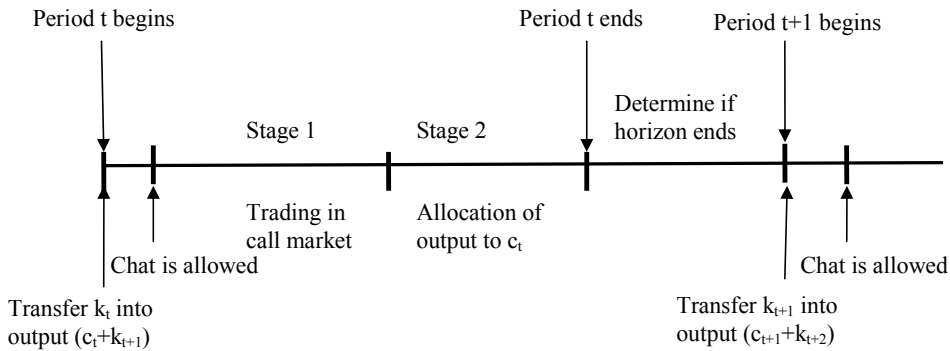 Period t begins
Period t ends
Period t+1 begins
Determine if
horizon ends
Stage 1
Stage 2
Trading in
call market
Allocation of
output to cₜ
Chat is allowed
Chat is allowed
Transfer kₜ into
output (cₜ+kₜ₊₁)
Transfer kₜ₊₁ into
output (cₜ₊₁+kₜ₊₂)